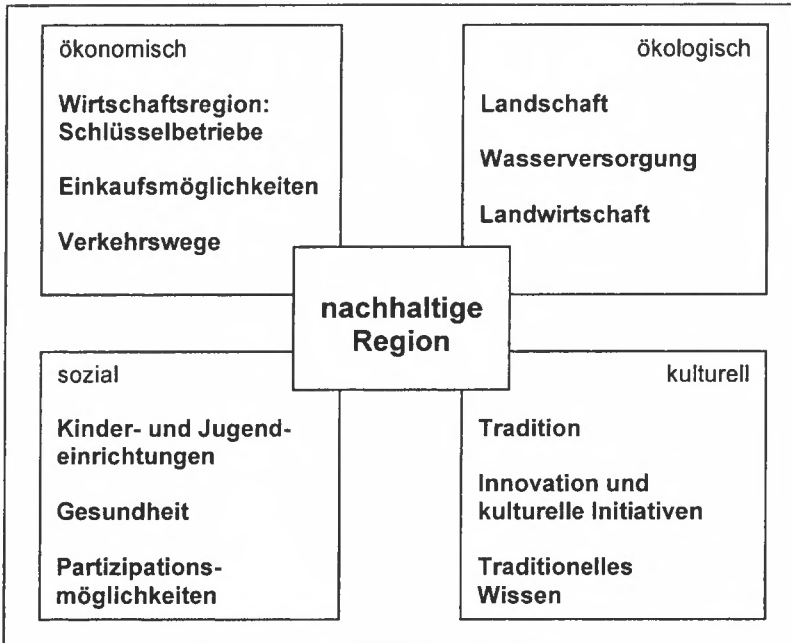 ökonomisch
Wirtschaftsregion:
Schlüsselbetriebe
Einkaufsmöglichkeiten
Verkehrswege
ökologisch
Landschaft
Wasserversorgung
Landwirtschaft
nachhaltige
Region
sozial
Kinder- und Jugend-
einrichtungen
Gesundheit
Partizipations-
möglichkeiten
kulturell
Tradition
Innovation und
kulturelle Initiativen
Traditionelles
Wissen